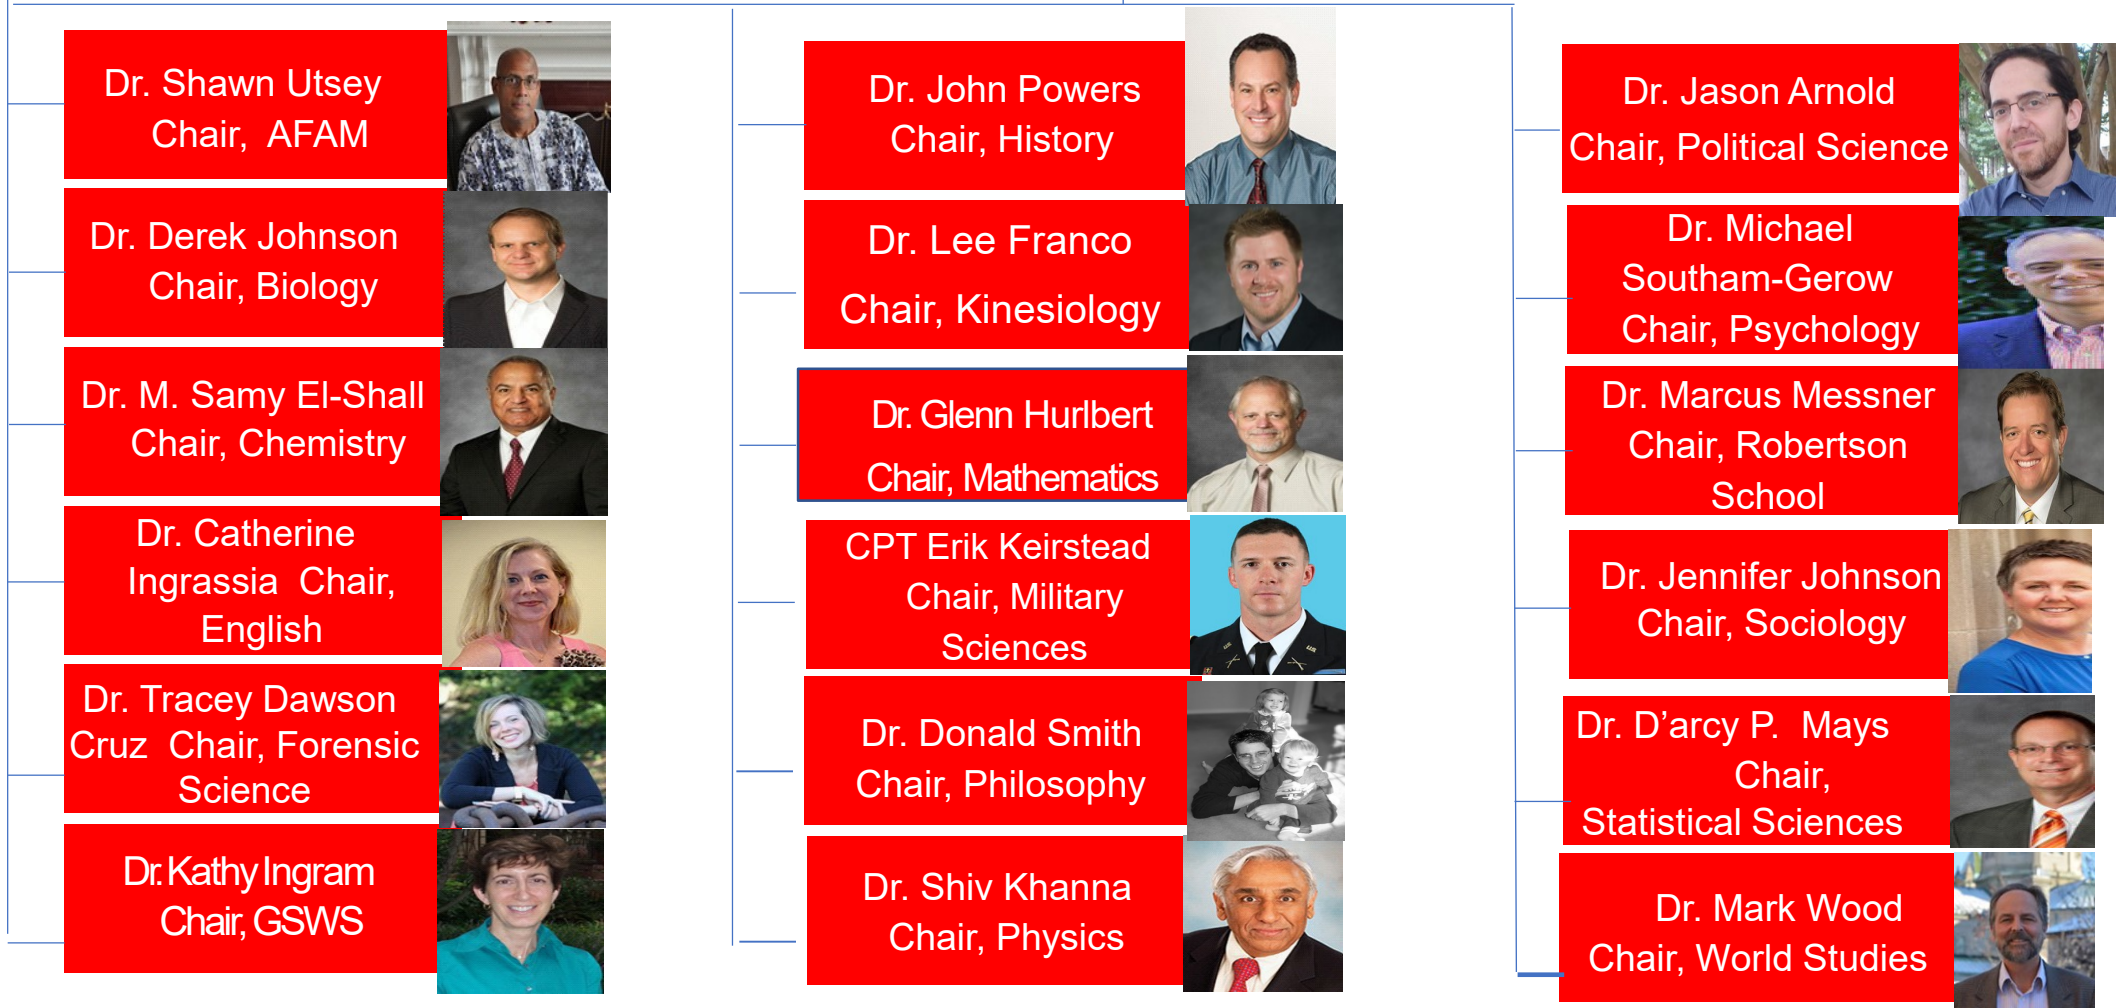 Dr. Shawn Utsey
Chair, AFAM
Dr. Derek Johnson
Chair, Biology
Dr. M. Samy El-Shall
Chair, Chemistry
Dr. Catherine
Ingrassia Chair,
English
Dr. Tracey Dawson
Cruz Chair, Forensic
Science
Dr. Kathy Ingram
Chair, GSWS
Dr. John Powers
Chair, History
Dr. Lee Franco
Chair, Kinesiology
Dr. Glenn Hurlbert
Chair, Mathematics
CPT Erik Keirstead
Chair, Military
Sciences
Dr. Donald Smith
Chair, Philosophy
Dr. Shiv Khanna
Chair, Physics
Dr. Jason Arnold
Chair, Political Science
Dr. Michael
Southam-Gerow
Chair, Psychology
Dr. Marcus Messner
Chair, Robertson
School
Dr. Jennifer Johnson
Chair, Sociology
Dr. D’arcy P. Mays
Chair,
Statistical Sciences
Dr. Mark Wood
Chair, World Studies